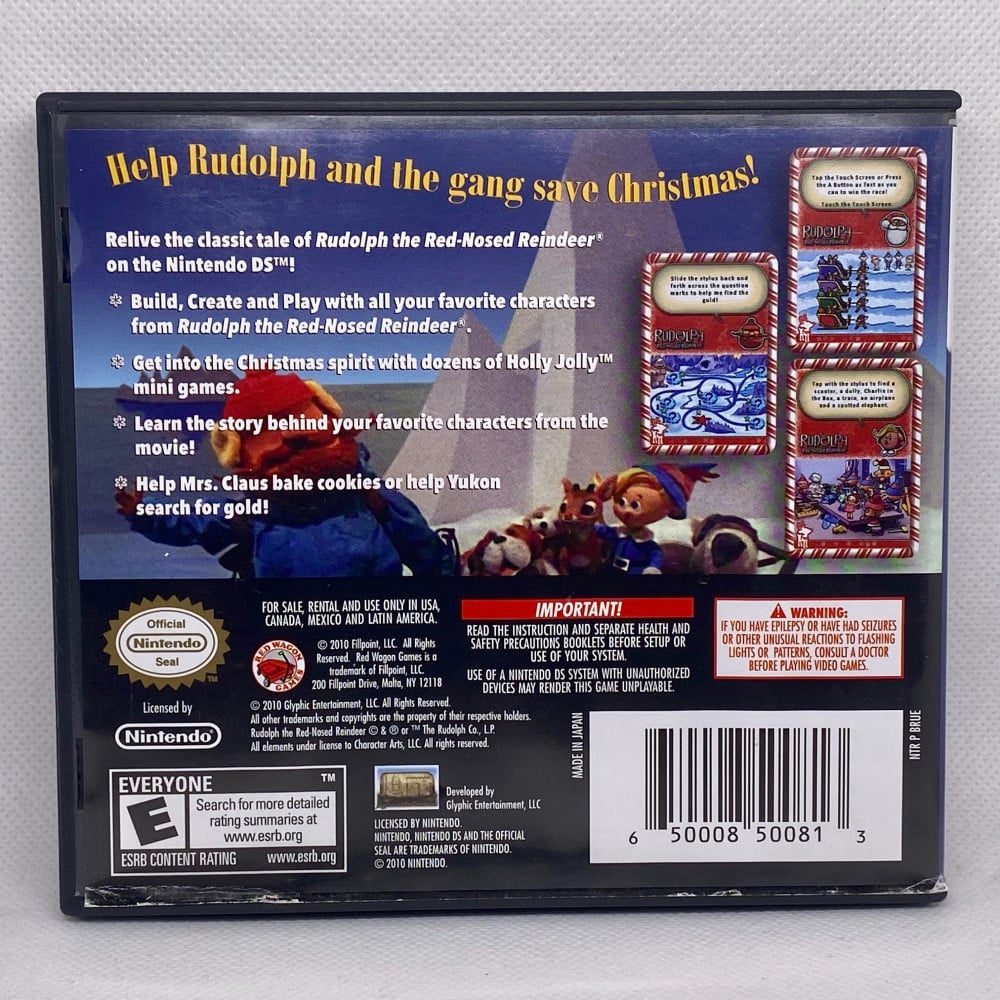 Help Rudolph and the gang save Christmas!
Relive the classic tale of Rudolph the Red-Nosed Reindeer®
on the Nintendo DS™!
Build, Create and Play with all your favorite characters
from Rudolph the Red-Nosed Reindeer®.
Get into the Christmas spirit with dozens of Holly Jolly™
mini games.
Learn the story behind your favorite characters from the
movie!
Help Mrs. Claus bake cookies or help Yukon
search for gold!
Tap the Touch Screen or Press
the A Button as fast as you
can to win the race!
Touch the Touch Screen
RUDOLPH
Slide the stylus back and
forth across the question
marks to help me find the
gold!
RUDOLPH
Tap with the stylus to find a
scooter, a dolly, Charlie in
the Box, a train, an airplane
and a spotted elephant.
RUDOLPH
Official
Nintendo
Seal
™
Licensed by
Nintendo®
FOR SALE, RENTAL AND USE ONLY IN USA,
CANADA, MEXICO AND LATIN AMERICA.
RED WAGON
GAMES
© 2010 Fillpoint, LLC. All Rights
Reserved. Red Wagon Games is a
trademark of Fillpoint, LLC.
200 Fillpoint Drive, Malta, NY 12118
© 2010 Glyphic Entertainment, LLC. All Rights Reserved.
All other trademarks and copyrights are the property of their respective holders.
Rudolph the Red-Nosed Reindeer © & ® or ™ The Rudolph Co., L.P.
All elements under license to Character Arts, LLC. All rights reserved.
IMPORTANT!
READ THE INSTRUCTION AND SEPARATE HEALTH AND
SAFETY PRECAUTIONS BOOKLETS BEFORE SETUP OR
USE OF YOUR SYSTEM.
USE OF A NINTENDO DS SYSTEM WITH UNAUTHORIZED
DEVICES MAY RENDER THIS GAME UNPLAYABLE.
WARNING:
IF YOU HAVE EPILEPSY OR HAVE HAD SEIZURES
OR OTHER UNUSUAL REACTIONS TO FLASHING
LIGHTS OR PATTERNS, CONSULT A DOCTOR
BEFORE PLAYING VIDEO GAMES.
EVERYONE ™
E
Search for more detailed
rating summaries at
www.esrb.org
ESRB CONTENT RATING www.esrb.org
Developed by
Glyphic Entertainment, LLC
LICENSED BY NINTENDO.
NINTENDO, NINTENDO DS AND THE OFFICIAL
SEAL ARE TRADEMARKS OF NINTENDO.
© 2010 NINTENDO.
MADE IN JAPAN
6 50008 50081 3
NTR P BRUE